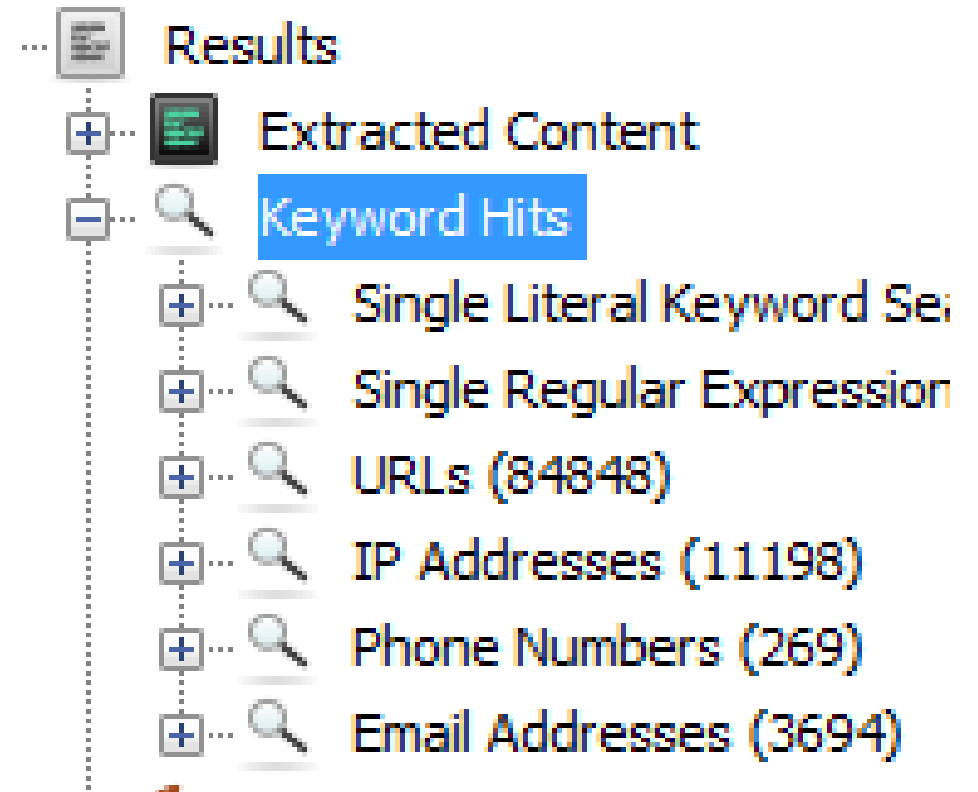 Results
Extracted Content
Keyword Hits
Single Literal Keyword
Single Regular Expression
URLs (84848)
IP Addresses (11198)
Phone Numbers (269)
Email Addresses (3694)